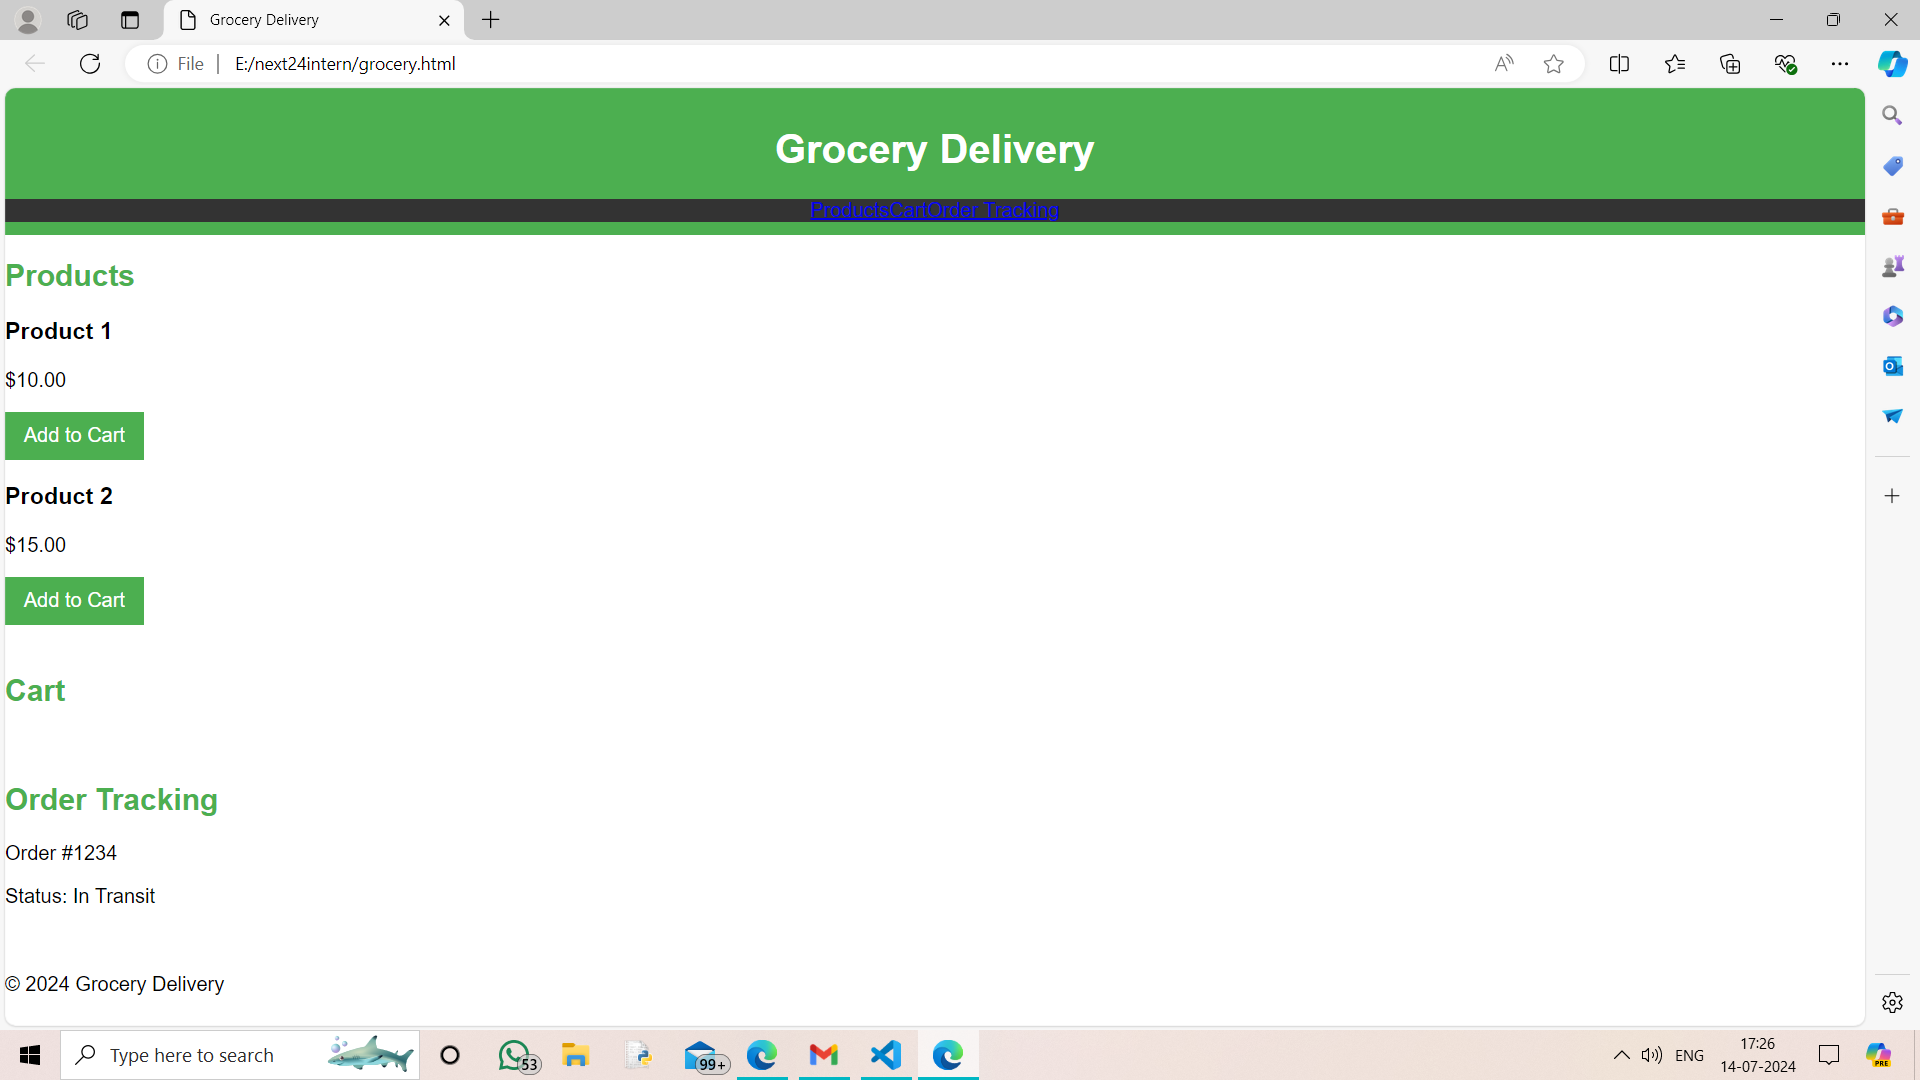 Grocery Delivery
File E:/next24intern/grocery.html
Grocery Delivery
ProductsCartOrder Tracking
Products
Product 1
$10.00
Add to Cart
Product 2
$15.00
Add to Cart
Cart
Order Tracking
Order #1234
Status: In Transit
© 2024 Grocery Delivery
Type here to search
53
99+
ENG
17:26
14-07-2024
PRE